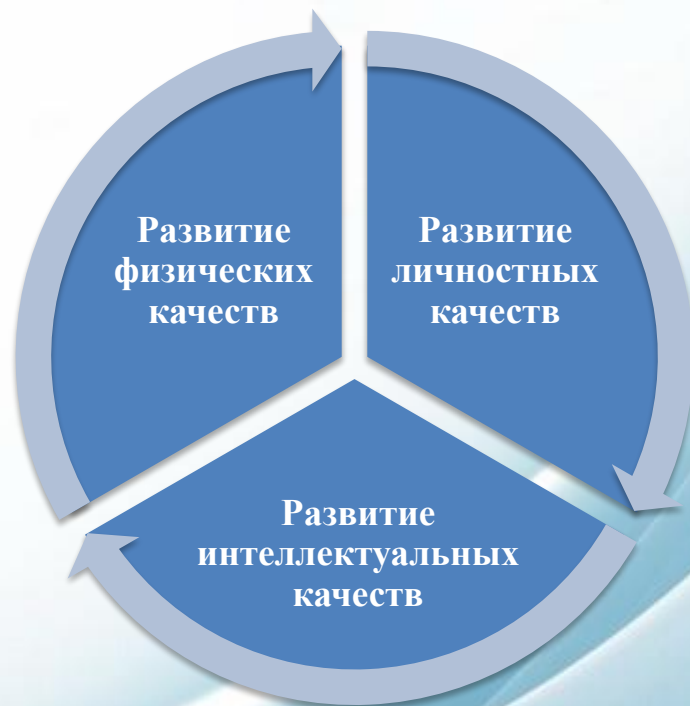 Развитие
физических
качеств
Развитие
личностных
качеств
Развитие
интеллектуальных
качеств